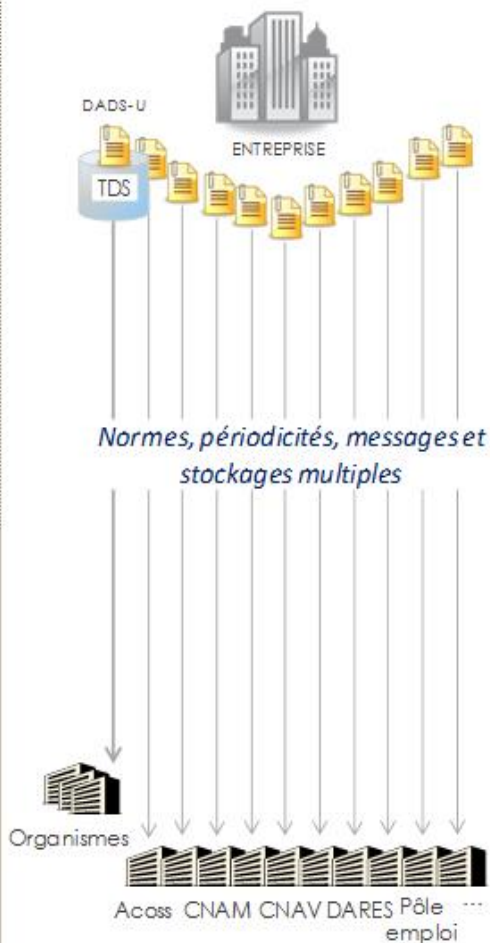 DADS-U
ENTREPRISE
TDS
Normes, périodicités, messages et
stockages multiples
Organismes
Acoss CNAM CNAV DARES Pôle ...
emploi